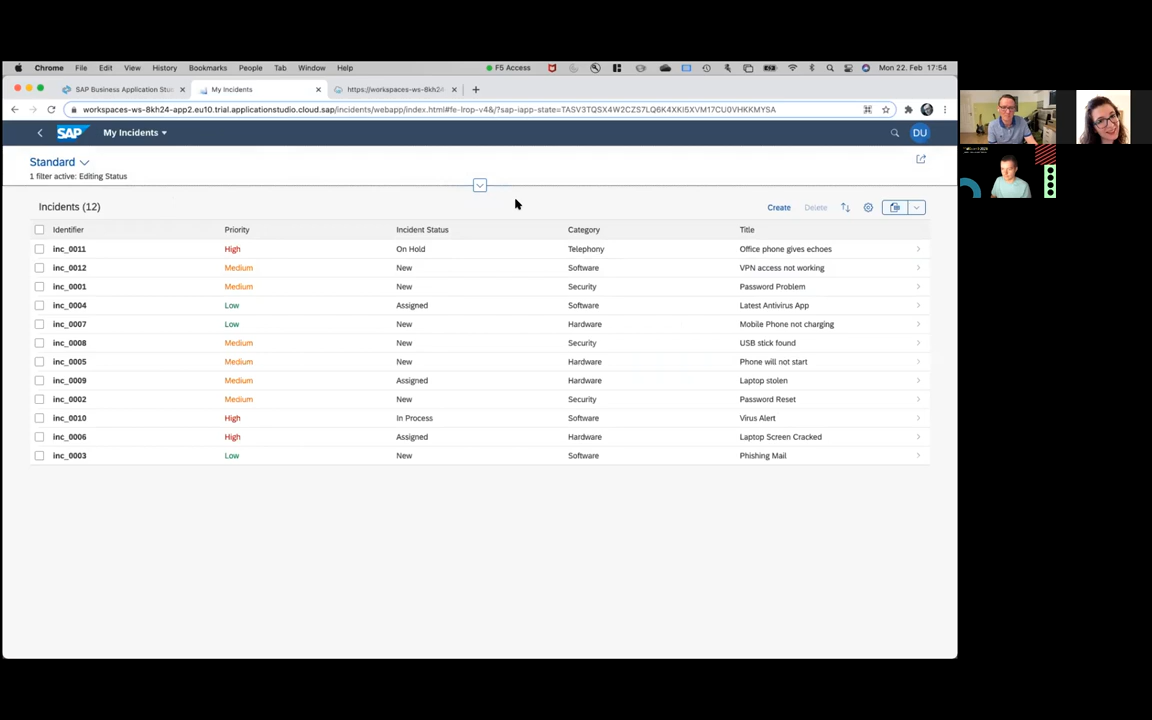 Chrome File Edit View History Bookmarks People Tab Window Help F5 Access Mon 22. Feb 17:54
SAP Business Application Stu My Incidents https://workspaces-ws-8kh24-
workspaces-ws-8kh24-app2.eu10.trial.applicationstudio.cloud.sap/incidents/webapp/index.html#fe-lrop-v4&/?sap-iapp-state=TASV3TQSX4W2CZS7LQ6K4XKI5XVM17CU0VHKKMYSA
SAP My Incidents DU
Standard
1 filter active: Editing Status
Incidents (12) Create Delete
Identifier Priority Incident Status Category Title
inc_0011 High On Hold Telephony Office phone gives echoes
inc_0012 Medium New Software VPN access not working
inc_0001 Medium New Security Password Problem
inc_0004 Low Assigned Software Latest Antivirus App
inc_0007 Low New Hardware Mobile Phone not charging
inc_0008 Medium New Security USB stick found
inc_0005 Medium New Hardware Phone will not start
inc_0009 Medium Assigned Hardware Laptop stolen
inc_0002 Medium New Security Password Reset
inc_0010 High In Process Software Virus Alert
inc_0006 High Assigned Hardware Laptop Screen Cracked
inc_0003 Low New Software Phishing Mail